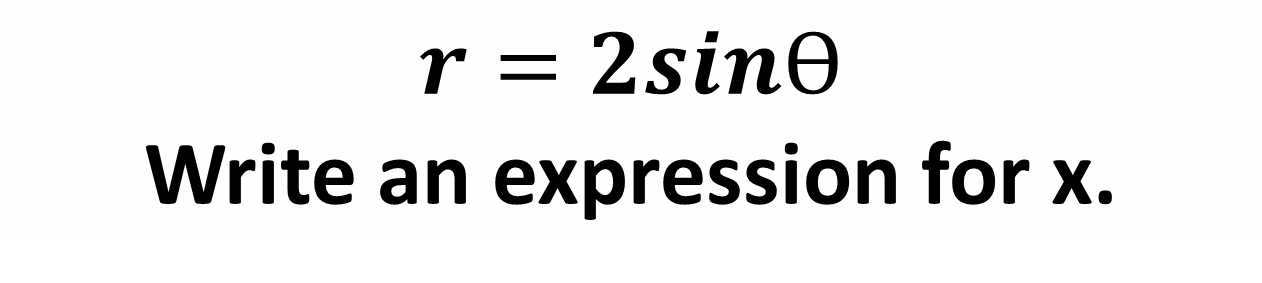 r = 2sinθ
Write an expression for x.